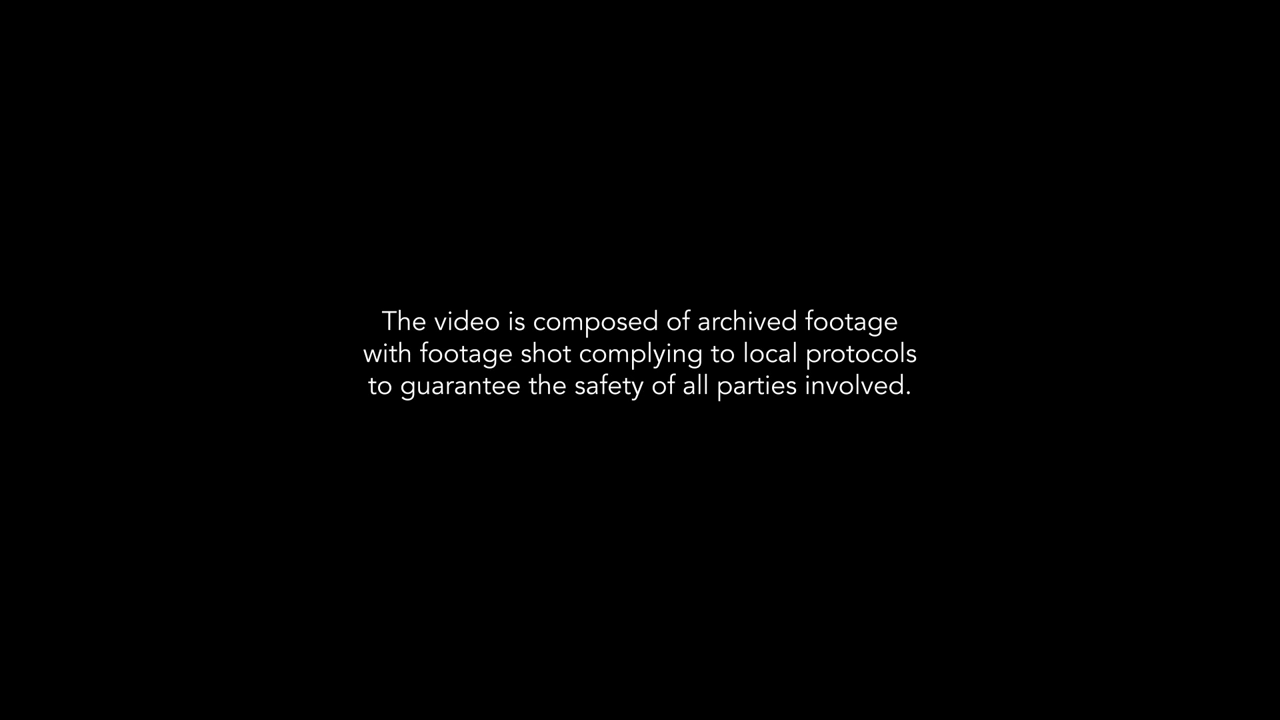 The video is composed of archived footage
with footage shot complying to local protocols
to guarantee the safety of all parties involved.